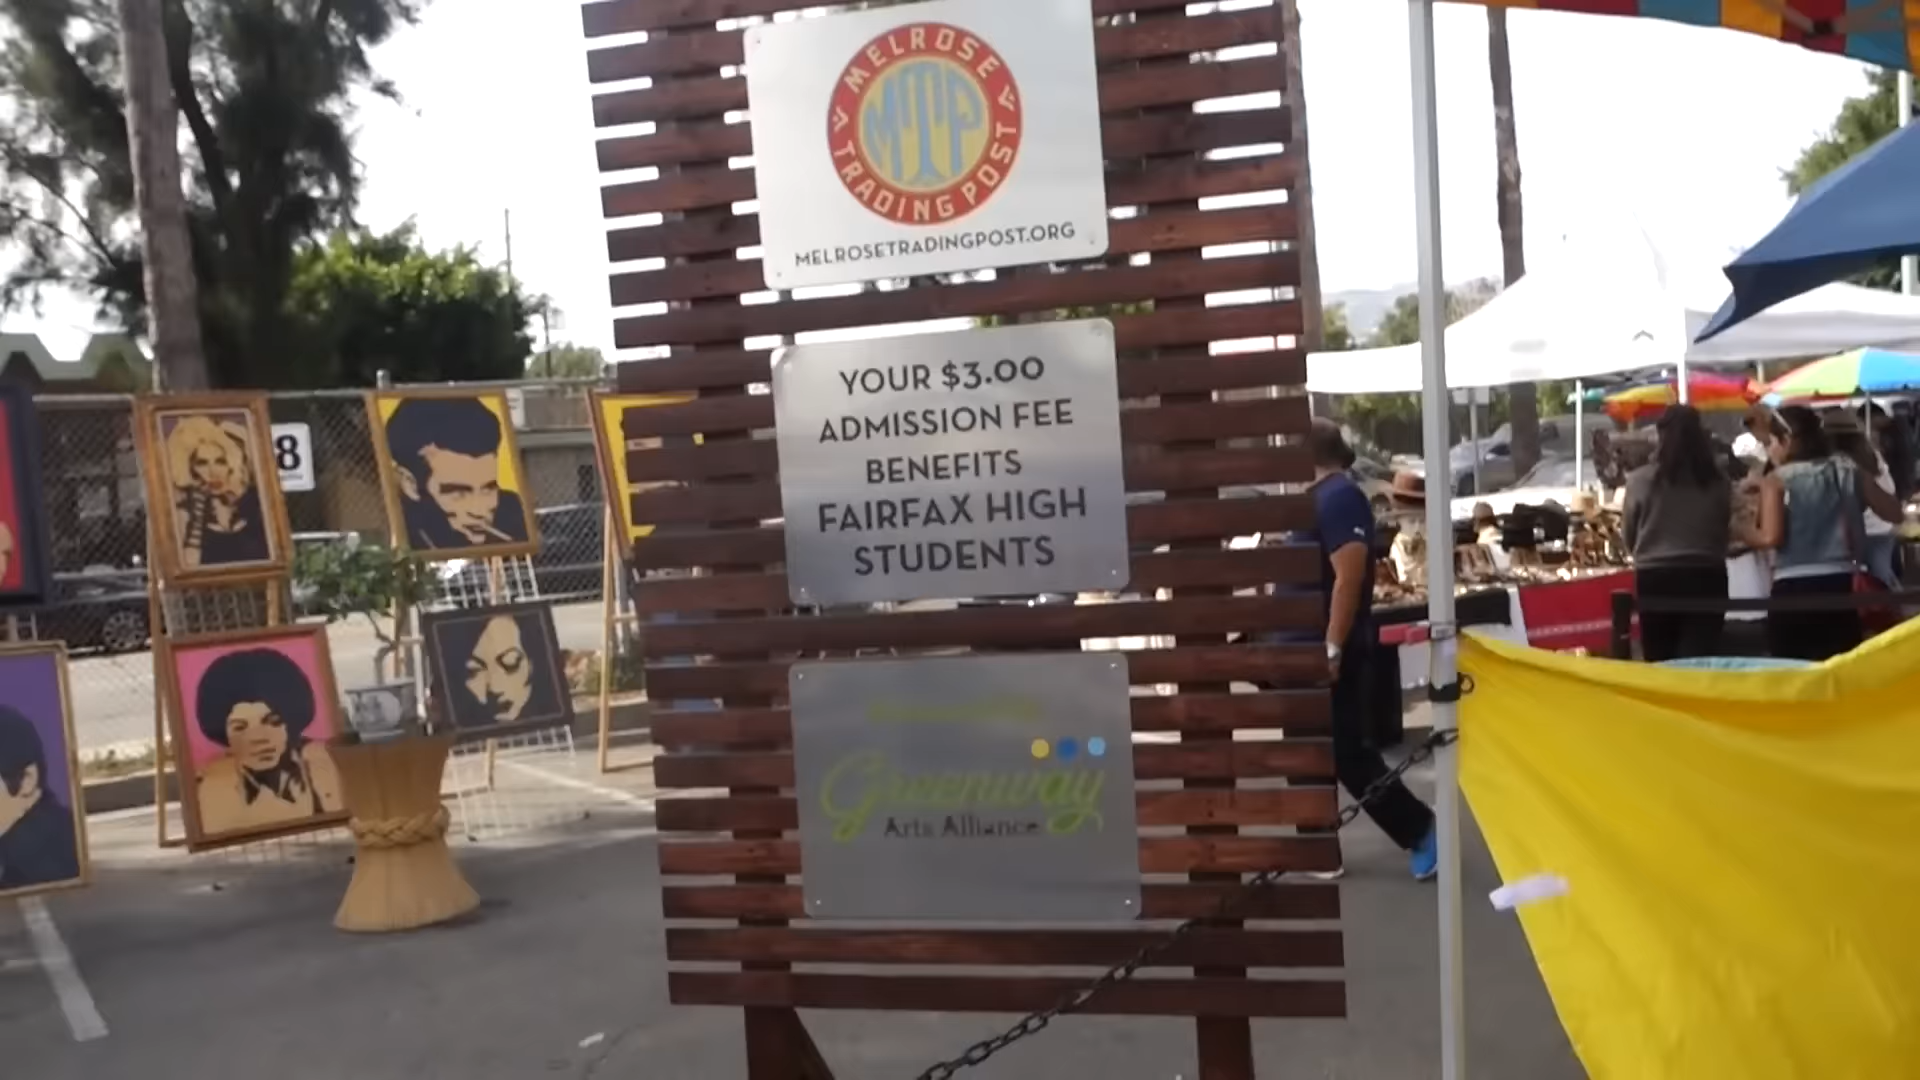 MELROSE
MTP
TRADING POST
MELROSETRADINGPOST.ORG
YOUR $3.00
ADMISSION FEE
BENEFITS
FAIRFAX HIGH
STUDENTS
Greenway
Arts Alliance
8